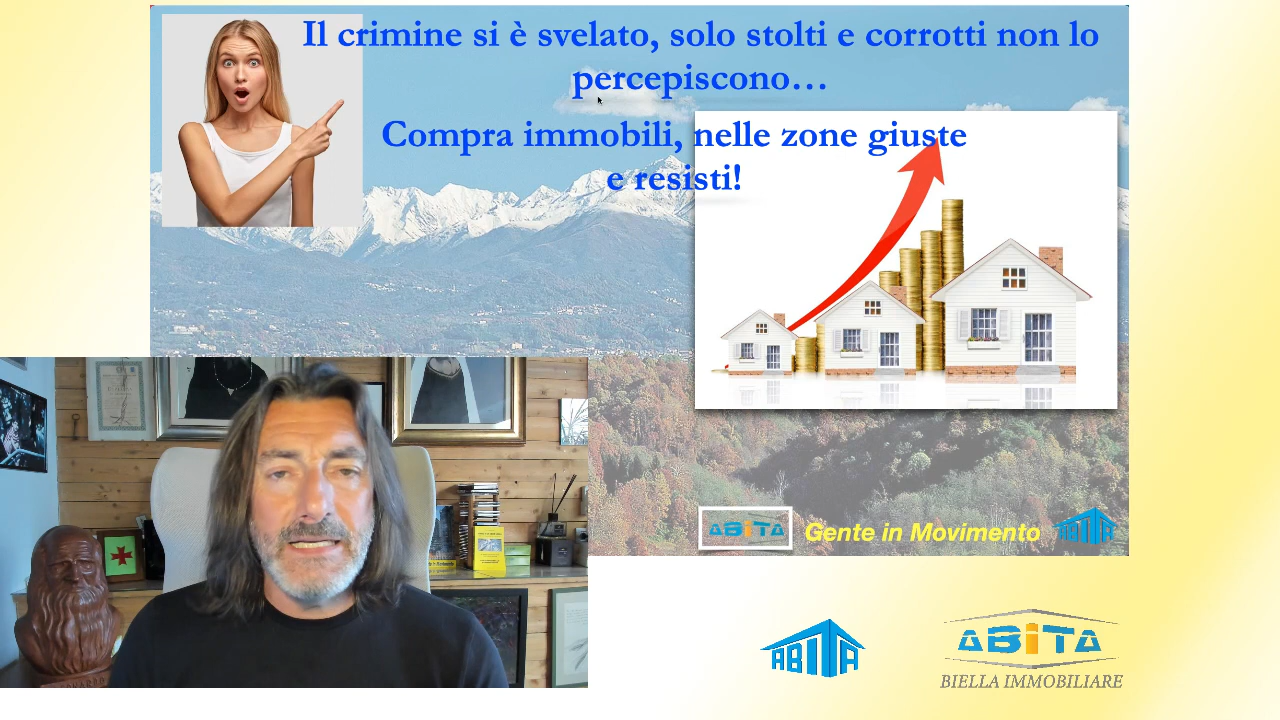 Il crimine si è svelato, solo stolti e corrotti non lo
percepiscono...
Compra immobili, nelle zone giuste
e resisti!
ABiTA
Gente in Movimento
ABITA
ABITA
ABiTA
BIELLA IMMOBILIARE